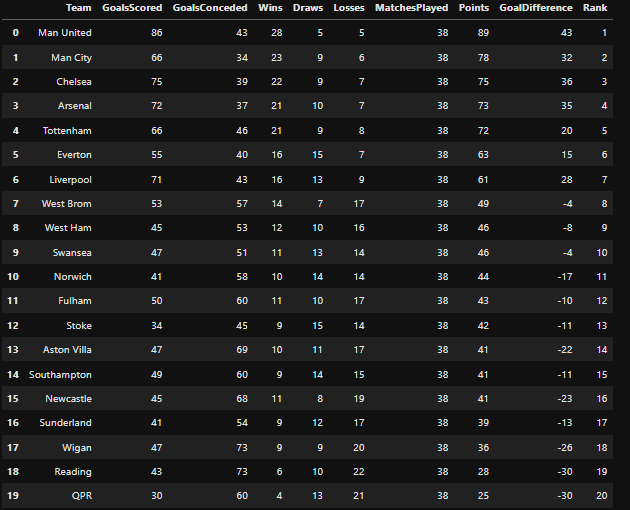 Team GoalsScored GoalsConceded Wins Draws Losses MatchesPlayed Points GoalDifference Rank
0 Man United 86 43 28 5 5 38 89 43 1
1 Man City 66 34 23 9 6 38 78 32 2
2 Chelsea 75 39 22 9 7 38 75 36 3
3 Arsenal 72 37 21 10 7 38 73 35 4
4 Tottenham 66 46 21 9 8 38 72 20 5
5 Everton 55 40 16 15 7 38 63 15 6
6 Liverpool 71 43 16 13 9 38 61 28 7
7 West Brom 53 57 14 7 17 38 49 -4 8
8 West Ham 45 53 12 10 16 38 46 -8 9
9 Swansea 47 51 11 13 14 38 46 -4 10
10 Norwich 41 58 10 14 14 38 44 -17 11
11 Fulham 50 60 11 10 17 38 43 -10 12
12 Stoke 34 45 9 15 14 38 42 -11 13
13 Aston Villa 47 69 10 11 17 38 41 -22 14
14 Southampton 49 60 9 14 15 38 41 -11 15
15 Newcastle 45 68 11 8 19 38 41 -23 16
16 Sunderland 41 54 9 12 17 38 39 -13 17
17 Wigan 47 73 9 9 20 38 36 -26 18
18 Reading 43 73 6 10 22 38 28 -30 19
19 QPR 30 60 4 13 21 38 25 -30 20